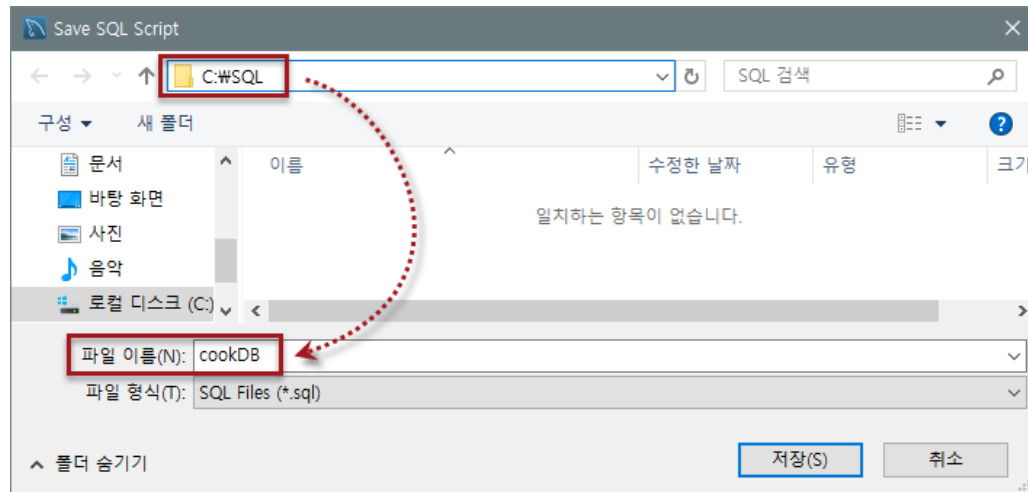 Save SQL Script
C:₩SQL
SQL 검색
구성
새 폴더
이름
수정한 날짜
유형
크기
문서
바탕 화면
사진
음악
로컬 디스크 (C:)
일치하는 항목이 없습니다.
파일 이름(N): cookDB
파일 형식(T): SQL Files (*.sql)
폴더 숨기기
저장(S)
취소